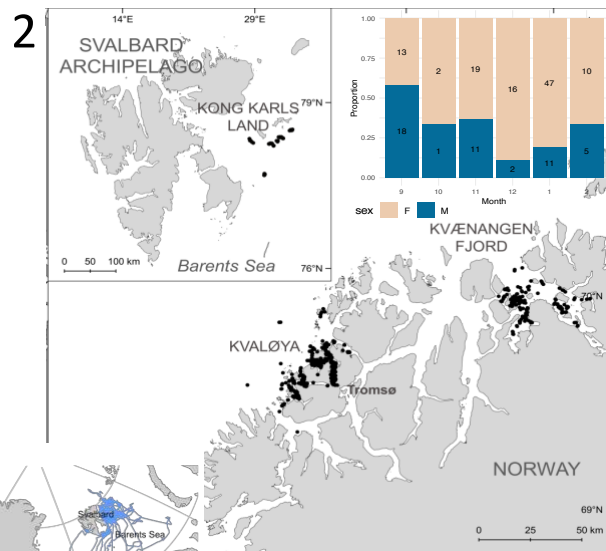 2
14°E
29°E
SVALBARD
ARCHIPELAGO
79°N
KONG KARLS
LAND
0 50 100 km
Barents Sea
76°N
Proportion
1.00
0.75
0.50
0.25
0.00
13
2
19
16
47
10
18
1
11
2
11
5
9 10 11 12 1
Month
sex F M
KVÆNANGEN
FJORD
KVALØYA
Tromsø
NORWAY
69°N
0 25 50 km
Svalbard
Barents Sea